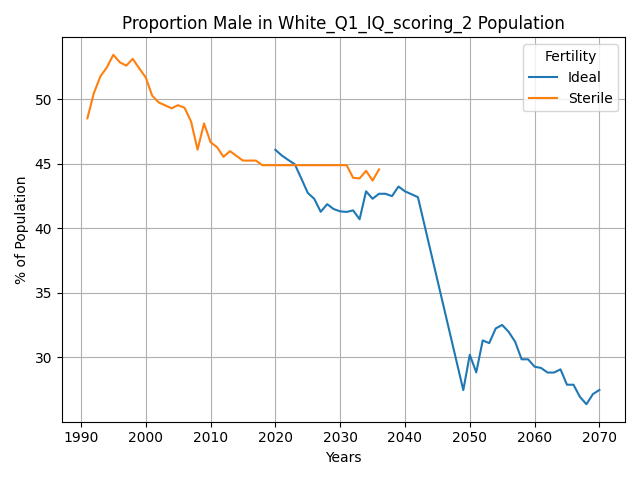 Proportion Male in White_Q1_IQ_scoring_2 Population
% of Population
50
45
40
35
30
Fertility
Ideal
Sterile
1990 2000 2010 2020 2030 2040 2050 2060 2070
Years